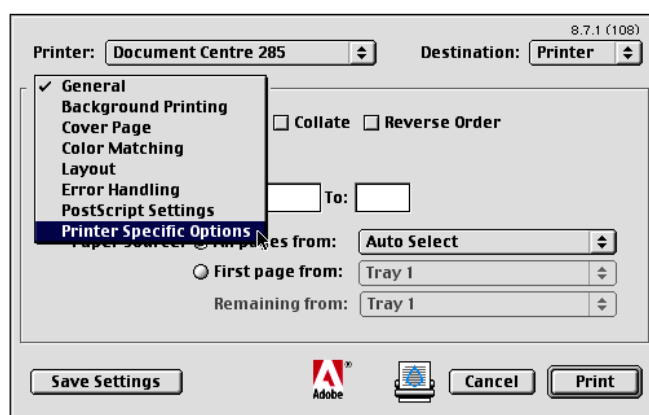 8.7.1 (108)
Printer: Document Centre 285 Destination: Printer
✓ General
Background Printing
Cover Page
Collate Reverse Order
Color Matching
Layout
Error Handling
To:
PostScript Settings
Printer Specific Options
All pages from: Auto Select
First page from: Tray 1
Remaining from: Tray 1
Save Settings Adobe Cancel Print